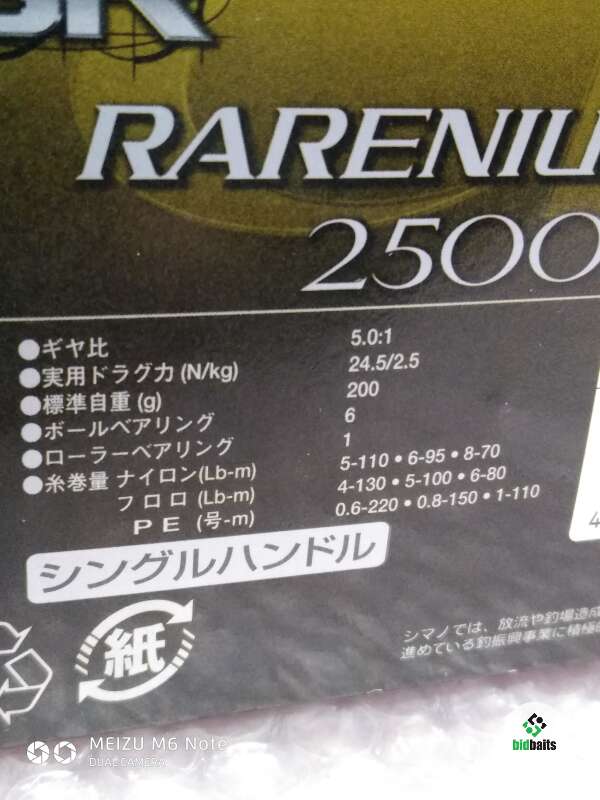 RARENIU
2500
●ギヤ比 5.0:1
●実用ドラグ力 (N/kg) 24.5/2.5
●標準自重 (g) 200
●ボールベアリング 6
●ローラーベアリング 1
●糸巻量 ナイロン(Lb-m) 5-110 • 6-95 • 8-70
フロロ (Lb-m) 4-130 • 5-100 • 6-80
PE (号-m) 0.6-220 • 0.8-150 • 1-110
シングルハンドル
紙
シマノでは、放流や釣場造成
進めている釣振興事業に積極
4
MEIZU M6 Note
DUAL CAMERA
bidbaits